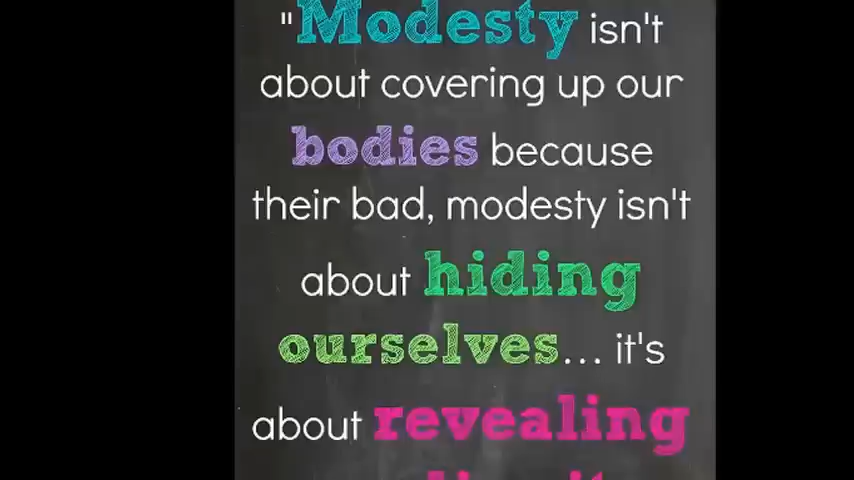 "Modesty isn't
about covering up our
bodies because
their bad, modesty isn't
about hiding
ourselves... it's
about revealing